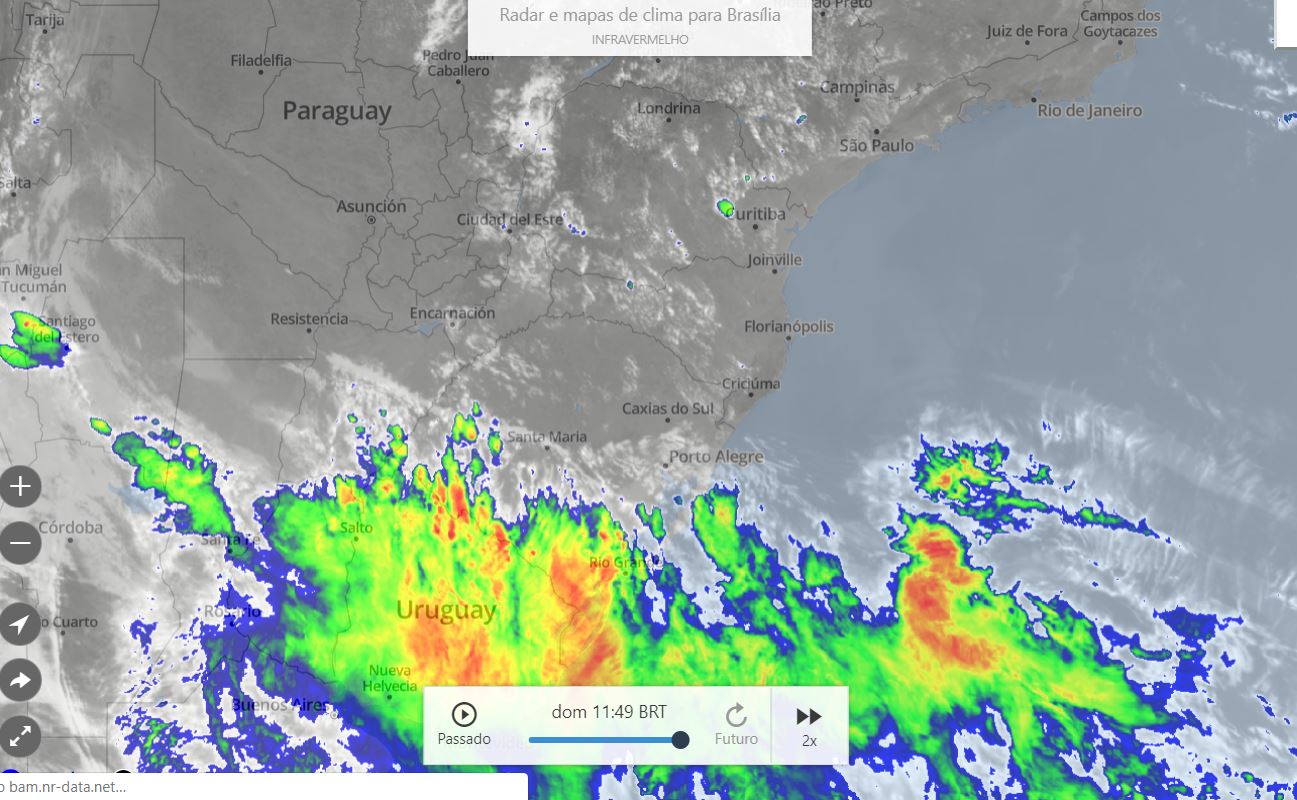 Radar e mapas de clima para Brasília
INFRAVERMELHO
Tarija
Campos dos
Goytacazes
Juiz de Fora
Filadelfia
Pedro Juan
Caballero
Campinas
Paraguay
Londrina
Rio de Janeiro
São Paulo
Salta
Asunción
Ciudad del Este
Curitiba
Joinville
San Miguel
Tucumán
Encarnación
Resistencia
Santiago
del Estero
Florianópolis
Criciúma
Caxias do Sul
Santa Maria
Porto Alegre
Córdoba
Salto
Santa Fe
Rio Grande
Uruguay
Rosario
o Cuarto
Nueva
Helvecia
Buenos Aires
dom 11:49 BRT
Passado
Futuro
2x
o bam.nr-data.net...